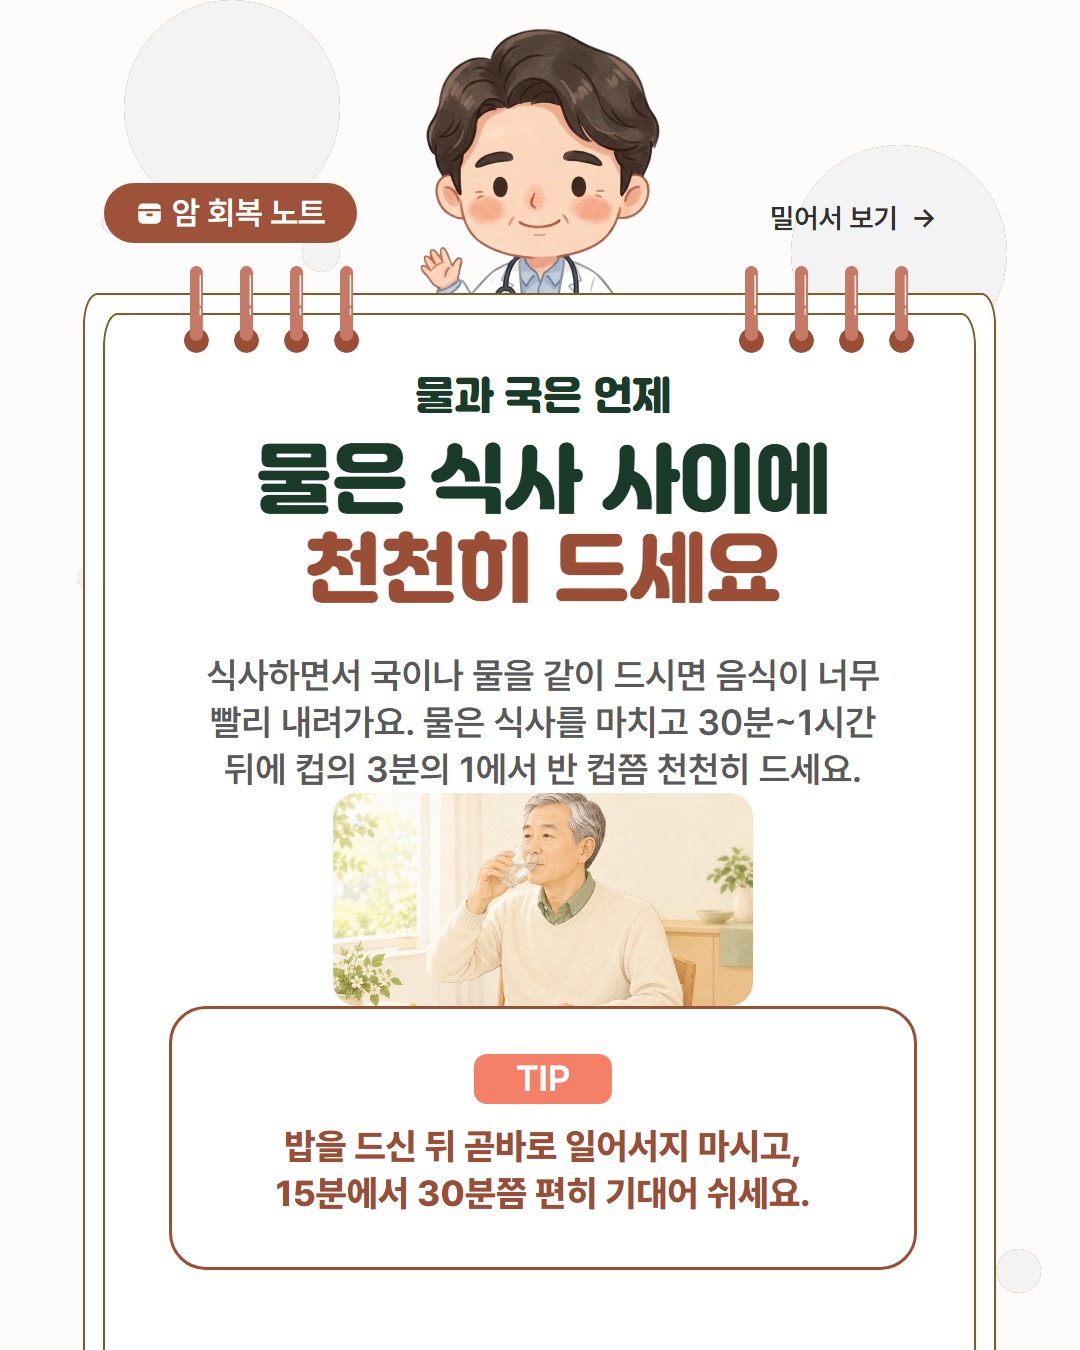 암 회복 노트
밀어서 보기 →
물과 국은 언제
물은 식사 사이에
천천히 드세요
식사하면서 국이나 물을 같이 드시면 음식이 너무
빨리 내려가요. 물은 식사를 마치고 30분~1시간
뒤에 컵의 3분의 1에서 반 컵쯤 천천히 드세요.
TIP
밥을 드신 뒤 곧바로 일어서지 마시고,
15분에서 30분쯤 편히 기대어 쉬세요.